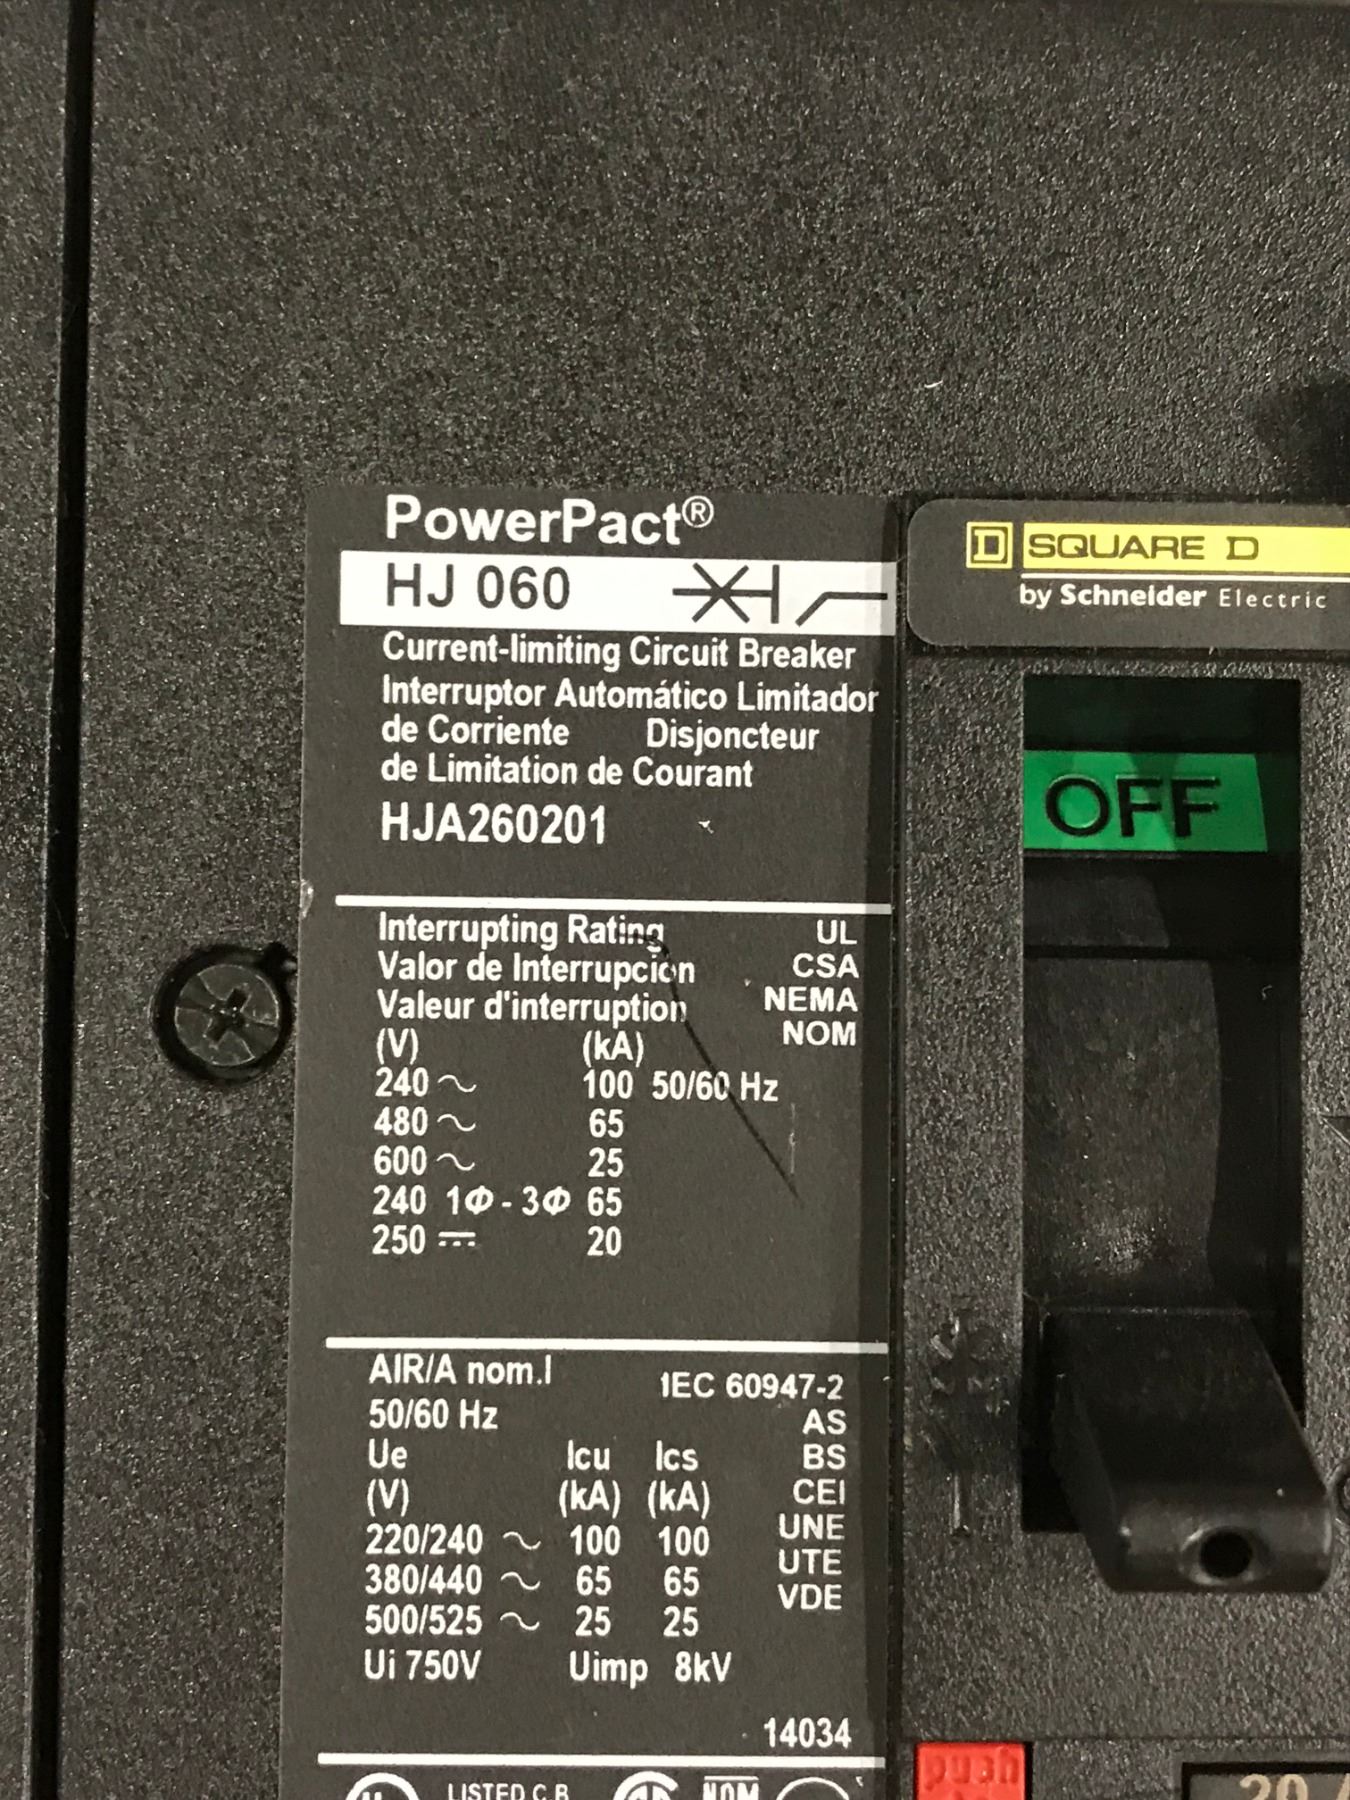 PowerPact®
HJ 060
Current-limiting Circuit Breaker
Interruptor Automático Limitador
de Corriente Disjoncteur
de Limitation de Courant
HJA260201
Interrupting Rating UL
Valor de Interrupción CSA
Valeur d'interruption NEMA
(V) (kA) NOM
240 ~ 100 50/60 Hz
480 ~ 65
600 ~ 25
240 1Φ - 3Φ 65
250 ⎓ 20
AIR/A nom.I IEC 60947-2
50/60 Hz AS
Ue Icu Ics BS
(V) (kA) (kA) CEI
220/240 ~ 100 100 UNE
380/440 ~ 65 65 UTE
500/525 ~ 25 25 VDE
Ui 750V Uimp 8kV
14034
LISTED C.B. NOM
D SQUARE D
by Schneider Electric
OFF
push
20